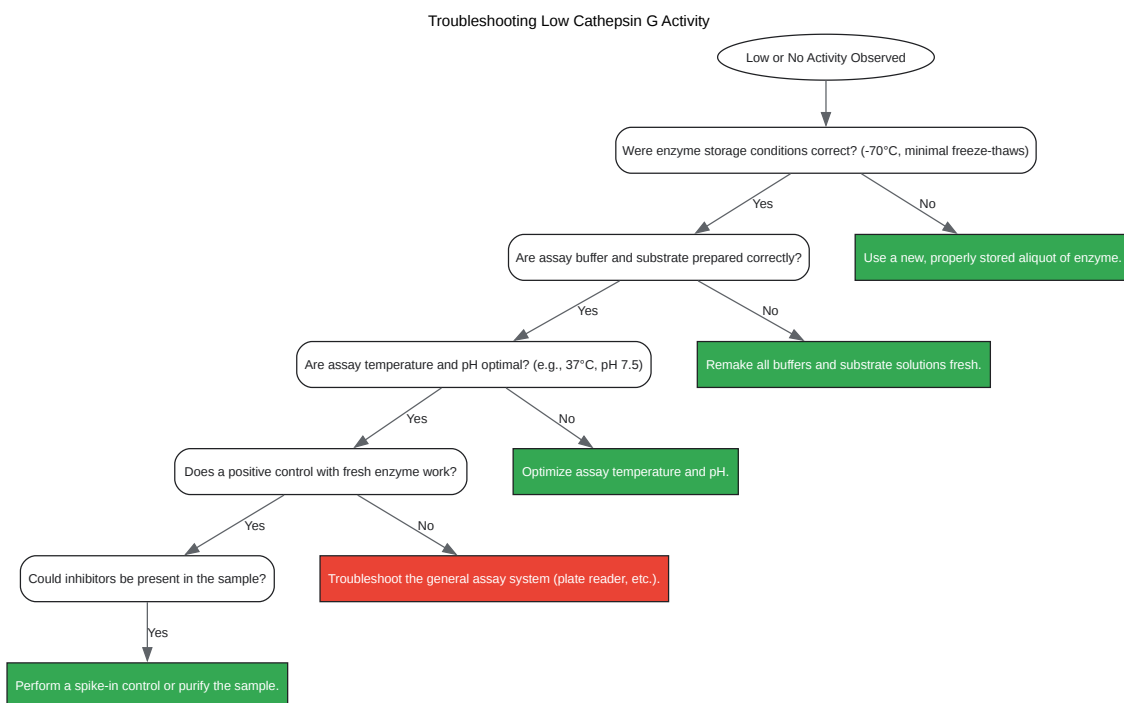 Troubleshooting Low Cathepsin G Activity
Low or No Activity Observed
Were enzyme storage conditions correct? (-70°C, minimal freeze-thaws)
Yes
No
Are assay buffer and substrate prepared correctly?
Use a new, properly stored aliquot of enzyme.
Yes
No
Are assay temperature and pH optimal? (e.g., 37°C, pH 7.5)
Remake all buffers and substrate solutions fresh.
Yes
No
Does a positive control with fresh enzyme work?
Optimize assay temperature and pH.
Yes
No
Could inhibitors be present in the sample?
Troubleshoot the general assay system (plate reader, etc.).
Yes
Perform a spike-in control or purify the sample.